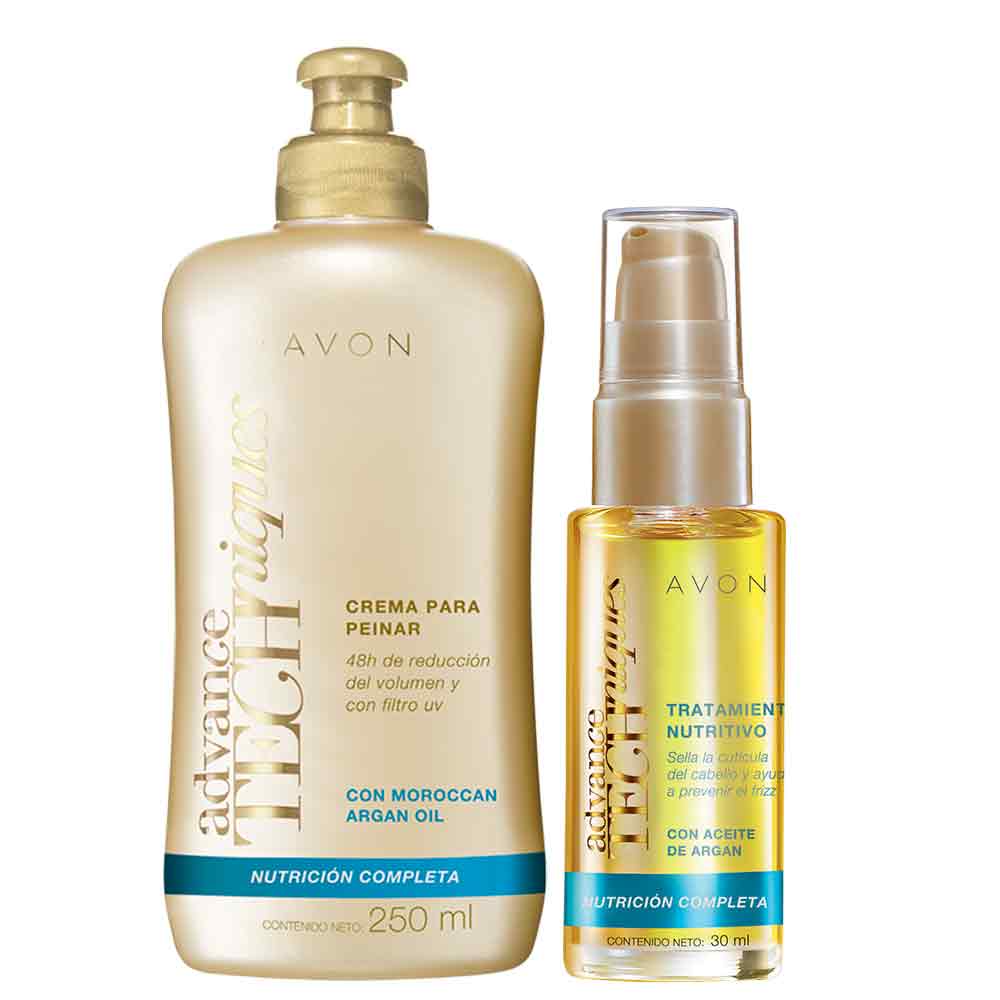 AVON
advance
TECHniques
CREMA PARA
PEINAR
48h de reducción
del volumen y
con filtro uv
CON MOROCCAN
ARGAN OIL
NUTRICIÓN COMPLETA
CONTENIDO NETO: 250 ml
AVON
advance
TECHniques
TRATAMIENT
NUTRITIVO
Sella la cutícula
del cabello y ayud
a prevenir el frizz
CON ACEITE
DE ARGAN
NUTRICIÓN COMPLETA
CONTENIDO NETO: 30 ml